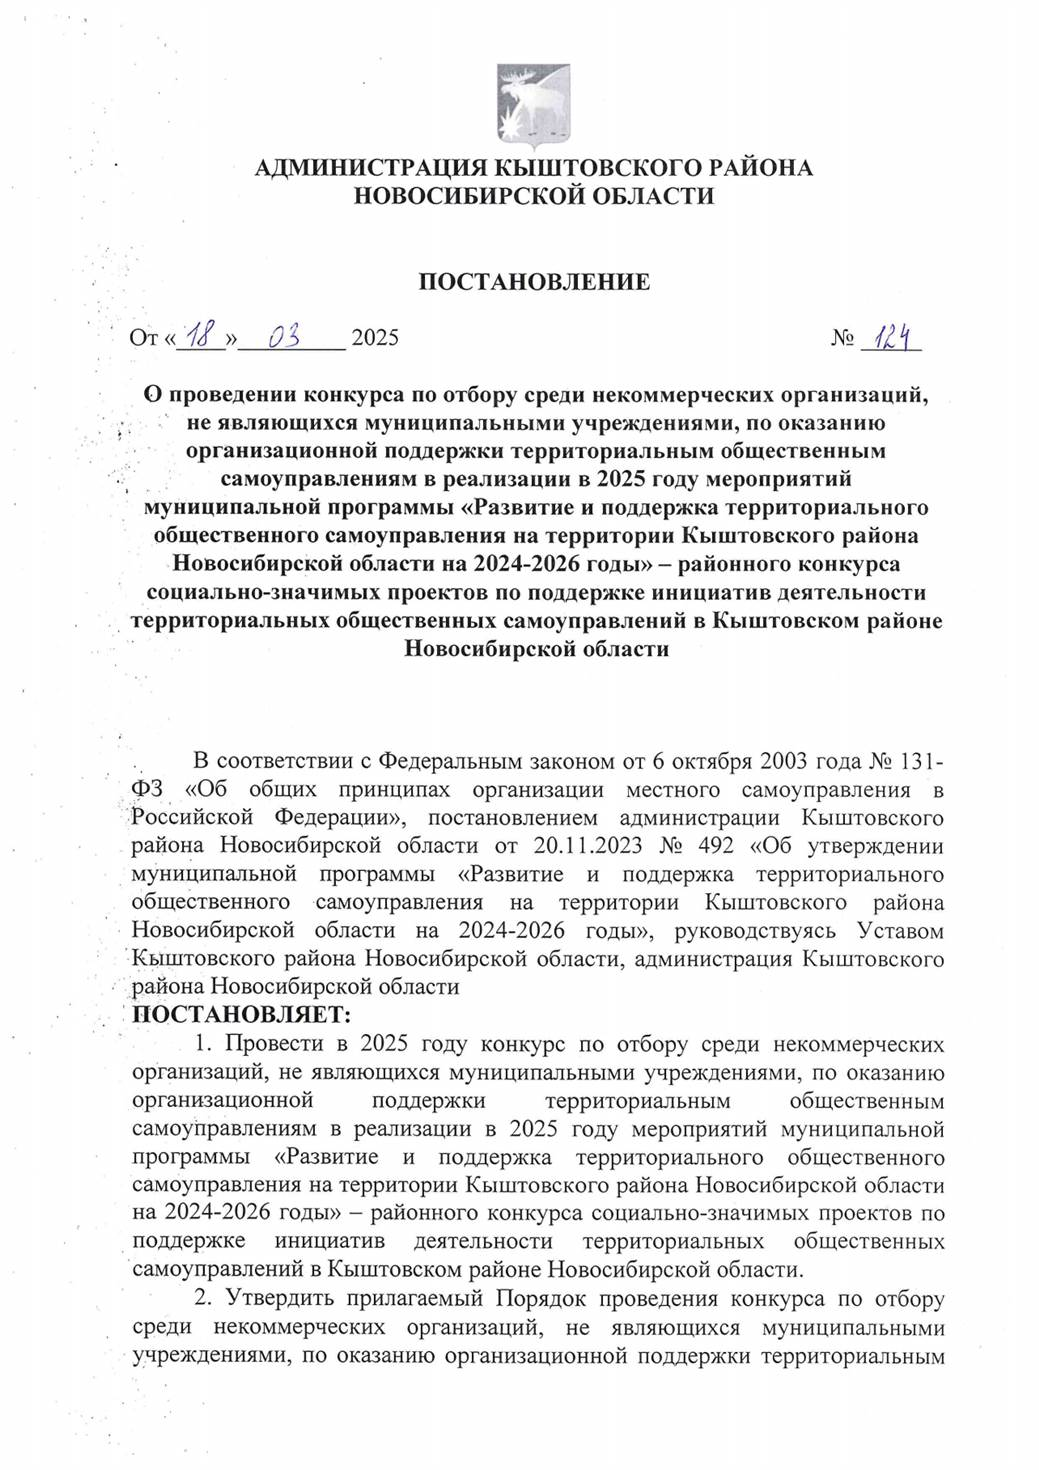 АДМИНИСТРАЦИЯ КЫШТОВСКОГО РАЙОНА
НОВОСИБИРСКОЙ ОБЛАСТИ
ПОСТАНОВЛЕНИЕ
От «18» 03 2025 № 124
О проведении конкурса по отбору среди некоммерческих организаций,
не являющихся муниципальными учреждениями, по оказанию
организационной поддержки территориальным общественным
самоуправлениям в реализации в 2025 году мероприятий
муниципальной программы «Развитие и поддержка территориального
общественного самоуправления на территории Кыштовского района
Новосибирской области на 2024-2026 годы» – районного конкурса
социально-значимых проектов по поддержке инициатив деятельности
территориальных общественных самоуправлений в Кыштовском районе
Новосибирской области
В соответствии с Федеральным законом от 6 октября 2003 года № 131-
ФЗ «Об общих принципах организации местного самоуправления в
Российской Федерации», постановлением администрации Кыштовского
района Новосибирской области от 20.11.2023 № 492 «Об утверждении
муниципальной программы «Развитие и поддержка территориального
общественного самоуправления на территории Кыштовского района
Новосибирской области на 2024-2026 годы», руководствуясь Уставом
Кыштовского района Новосибирской области, администрация Кыштовского
района Новосибирской области
ПОСТАНОВЛЯЕТ:
1. Провести в 2025 году конкурс по отбору среди некоммерческих
организаций, не являющихся муниципальными учреждениями, по оказанию
организационной поддержки территориальным общественным
самоуправлениям в реализации в 2025 году мероприятий муниципальной
программы «Развитие и поддержка территориального общественного
самоуправления на территории Кыштовского района Новосибирской области
на 2024-2026 годы» – районного конкурса социально-значимых проектов по
поддержке инициатив деятельности территориальных общественных
самоуправлений в Кыштовском районе Новосибирской области.
2. Утвердить прилагаемый Порядок проведения конкурса по отбору
среди некоммерческих организаций, не являющихся муниципальными
учреждениями, по оказанию организационной поддержки территориальным